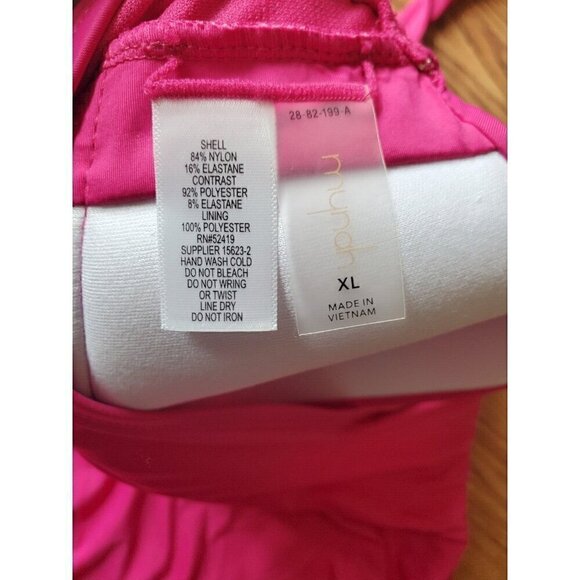 SHELL
84% NYLON
16% ELASTANE
CONTRAST
92% POLYESTER
8% ELASTANE
LINING
100% POLYESTER
RN#52419
SUPPLIER 15623-2
HAND WASH COLD
DO NOT BLEACH
DO NOT WRING
OR TWIST
LINE DRY
DO NOT IRON
28-82-199-A
XL
MADE IN
VIETNAM